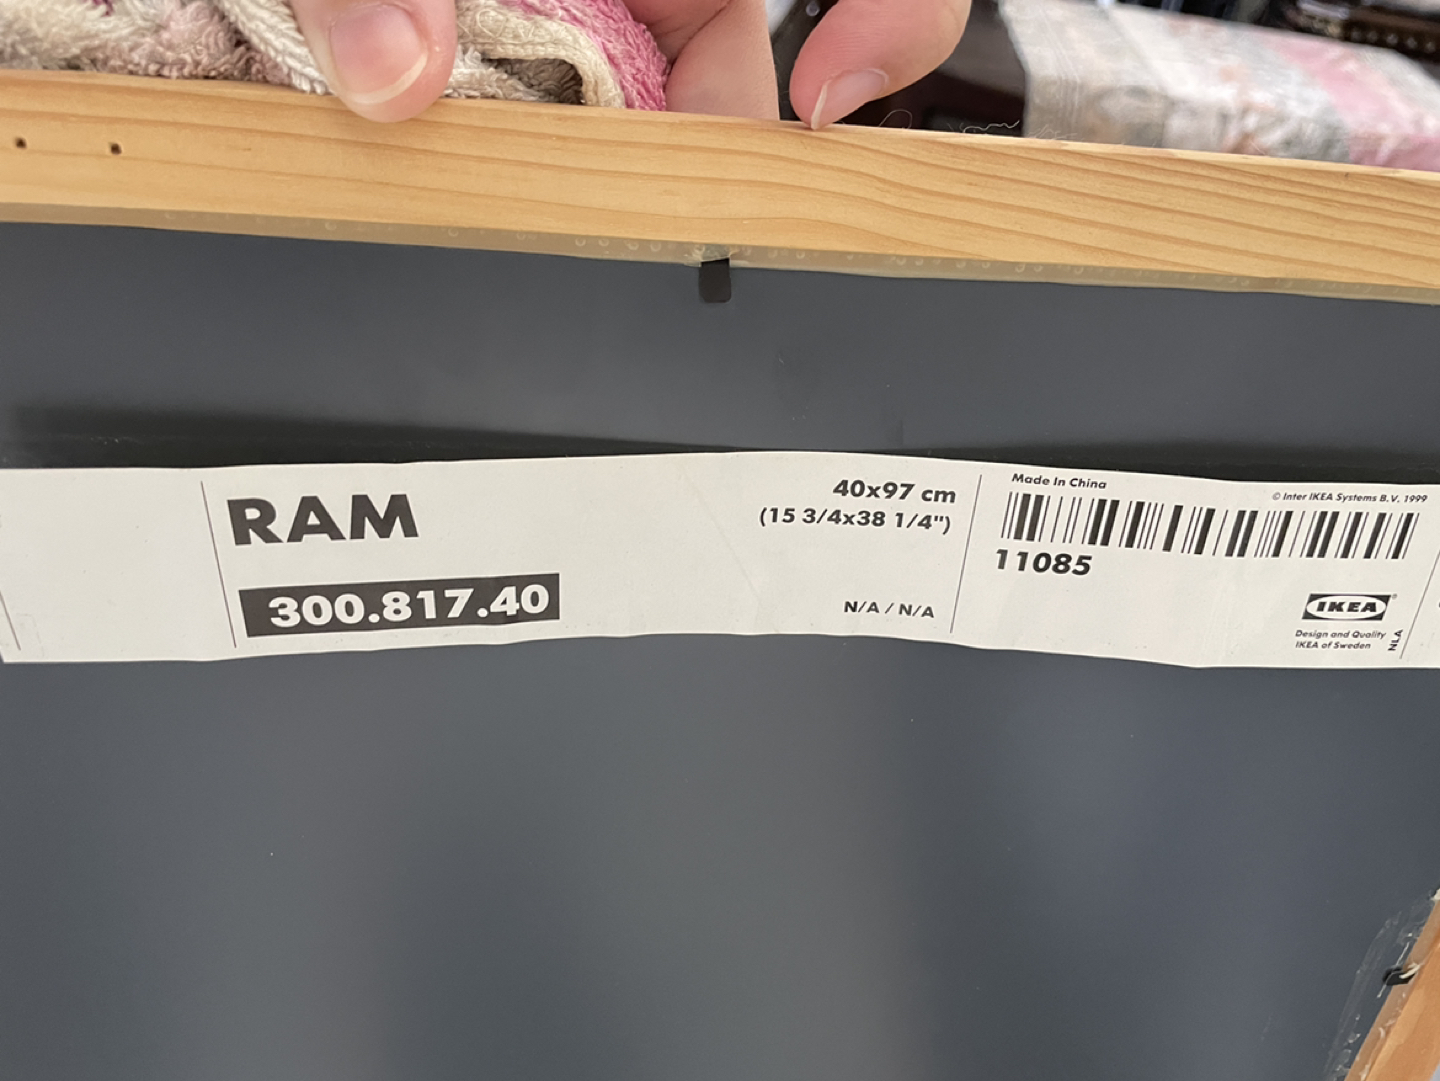 RAM
300.817.40
40x97 cm
(15 3/4x38 1/4")
N/A / N/A
Made In China
© Inter IKEA Systems B.V. 1999
11085
IKEA®
Design and Quality
IKEA of Sweden
NLA